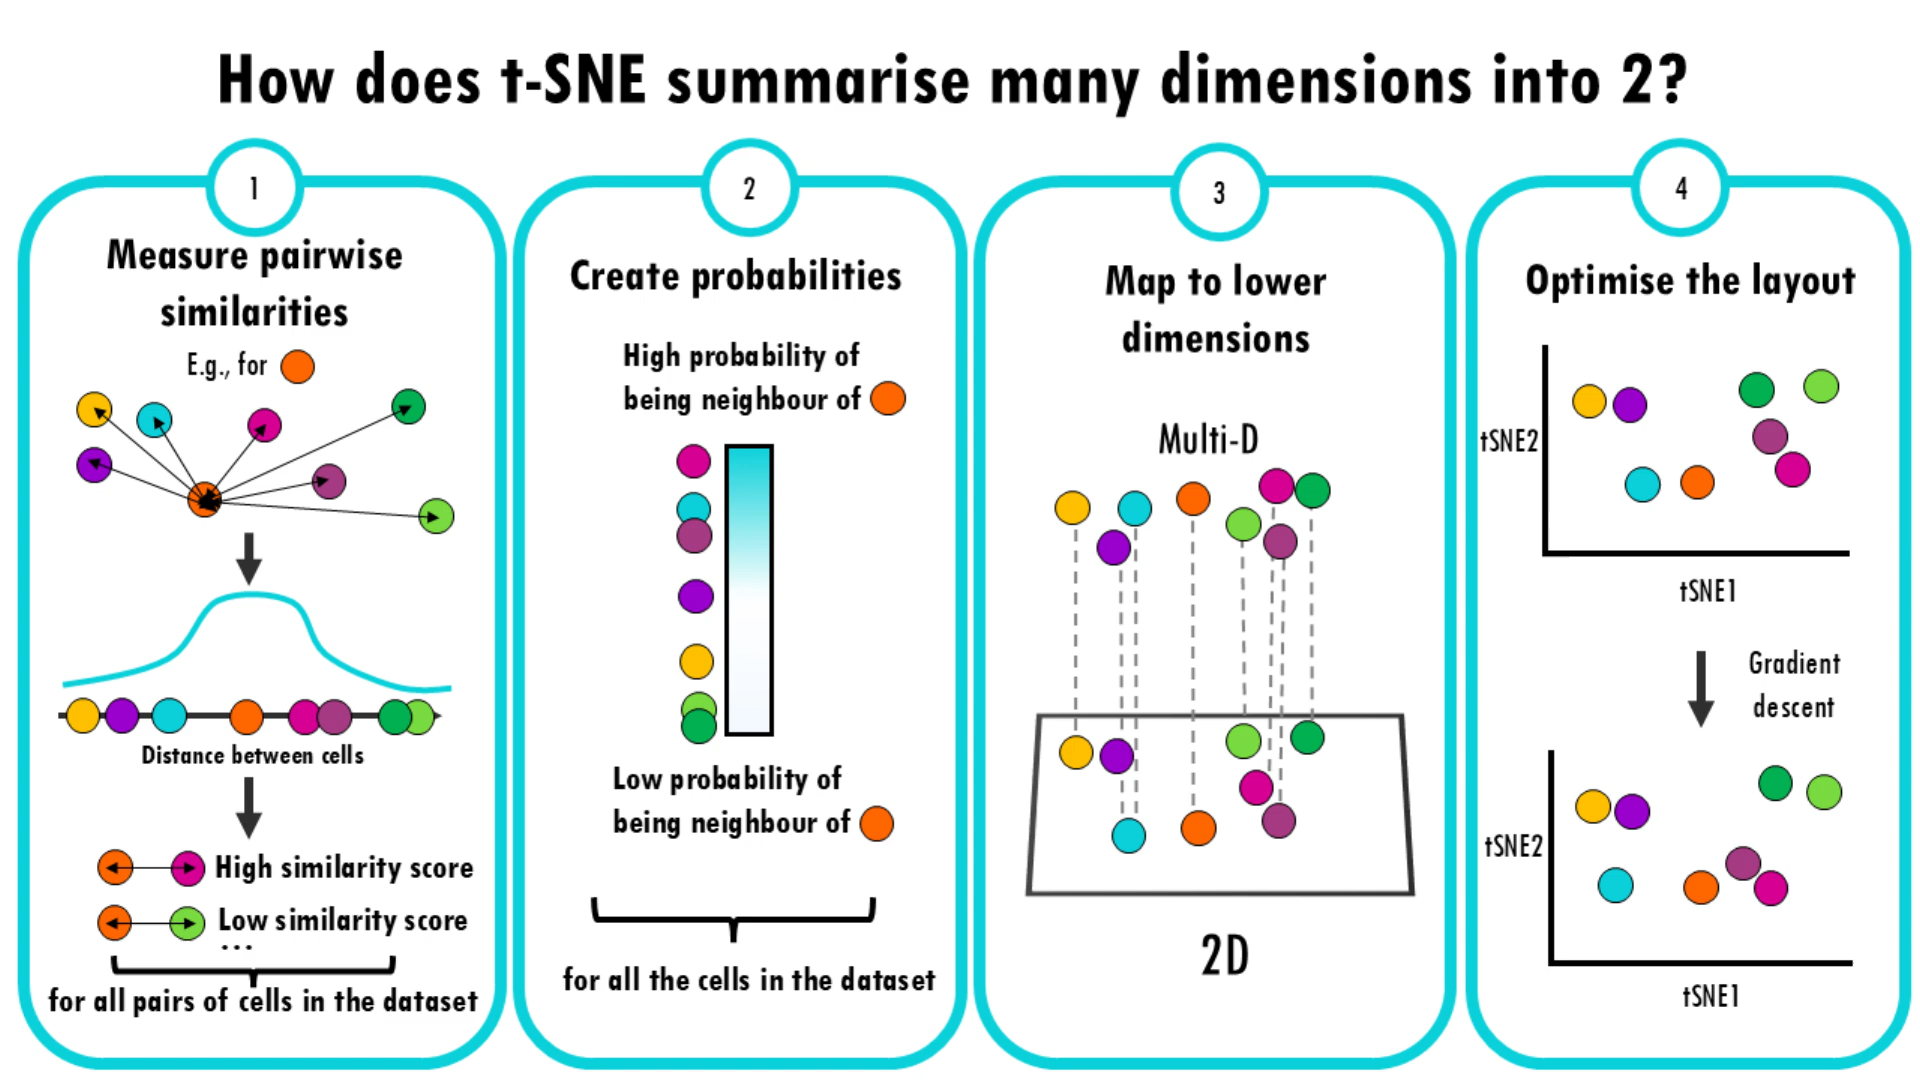 How does t-SNE summarise many dimensions into 2?
1
Measure pairwise
similarities
E.g., for
Distance between cells
High similarity score
Low similarity score
...
for all pairs of cells in the dataset
2
Create probabilities
High probability of
being neighbour of
Low probability of
being neighbour of
for all the cells in the dataset
3
Map to lower
dimensions
Multi-D
2D
4
Optimise the layout
tSNE2
tSNE1
Gradient
descent
tSNE2
tSNE1